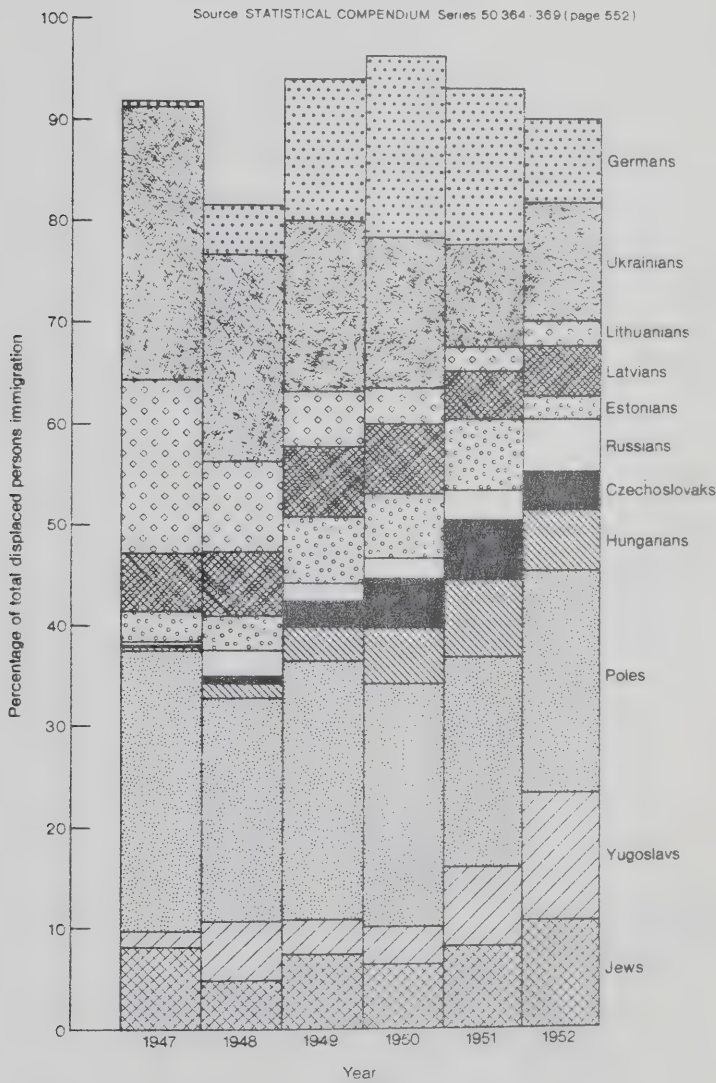 Source STATISTICAL COMPENDIUM Series 50.364-369 (page 552)
100
90
80
70
60
50
40
30
20
10
0
Percentage of total displaced persons immigration
Germans
Ukrainians
Lithuanians
Latvians
Estonians
Russians
Czechoslovaks
Hungarians
Poles
Yugoslavs
Jews
1947 1948 1949 1950 1951 1952
Year